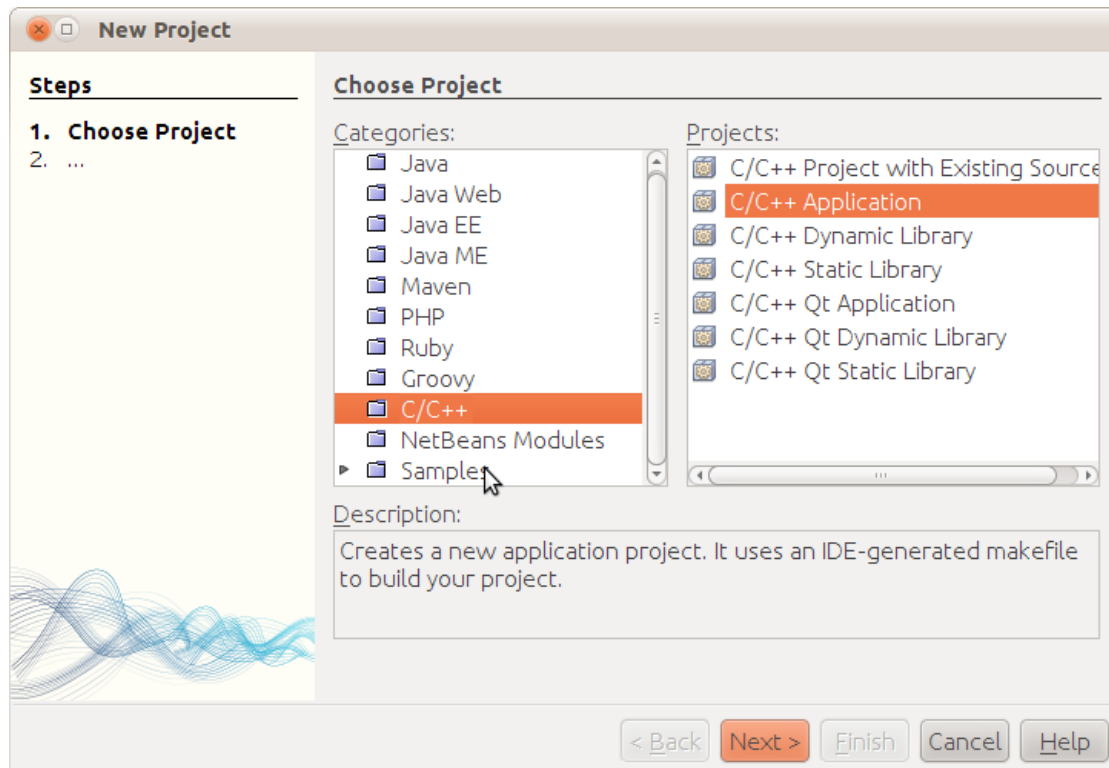 New Project
Steps
1. Choose Project
2. ...
Choose Project
Categories:
Java
Java Web
Java EE
Java ME
Maven
PHP
Ruby
Groovy
C/C++
NetBeans Modules
Samples
Projects:
C/C++ Project with Existing Source
C/C++ Application
C/C++ Dynamic Library
C/C++ Static Library
C/C++ Qt Application
C/C++ Qt Dynamic Library
C/C++ Qt Static Library
Description:
Creates a new application project. It uses an IDE-generated makefile
to build your project.
< Back
Next >
Finish
Cancel
Help